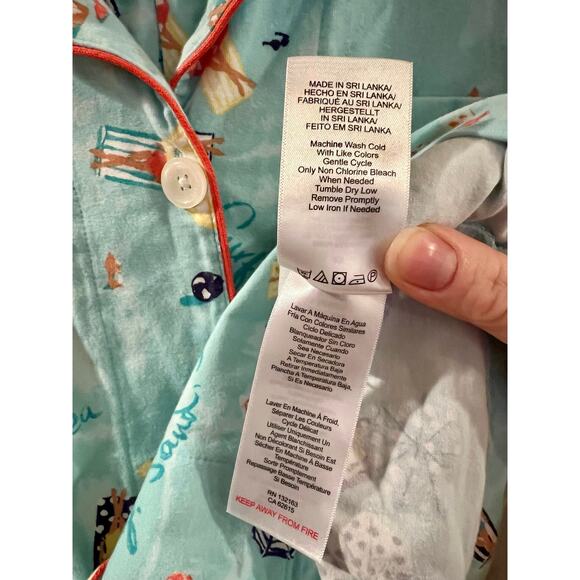 MADE IN SRI LANKA/
HECHO EN SRI LANKA/
FABRIQUÉ AU SRI LANKA/
HERGESTELLT
IN SRI LANKA/
FEITO EM SRI LANKA
Machine Wash Cold
With Like Colors
Gentle Cycle
Only Non Chlorine Bleach
When Needed
Tumble Dry Low
Remove Promptly
Low Iron If Needed
Lavar A Máquina En Agua
Fría Con Colores Similares
Ciclo Delicado
Blanqueador Sin Cloro
Solamente Cuando
Sea Necesario
Secar En Secadora
A Temperatura Baja
Retirar Inmediatamente
Plancha A Temperatura Baja,
Si Es Necesario
Laver En Machine À Froid,
Séparer Les Couleurs
Cycle Délicat
Utiliser Uniquement Un
Agent Blanchissant
Non Décolorant Si Besoin Est
Sécher En Machine À Basse
Température
Sortir Promptement
Repassage Basse Température
Si Besoin
RN 132163
CA 62615
KEEP AWAY FROM FIRE